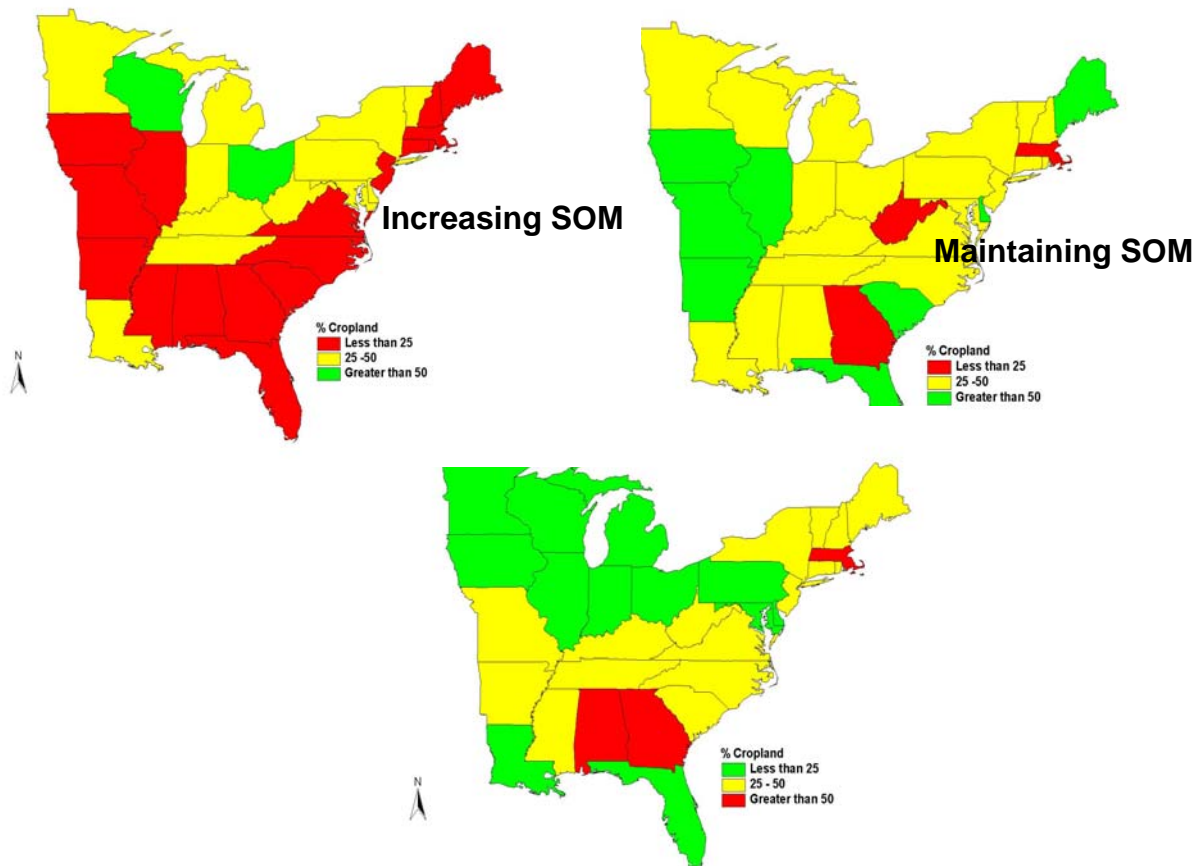 Increasing SOM
% Cropland
Less than 25
25 -50
Greater than 50
N
Maintaining SOM
% Cropland
Less than 25
25 -50
Greater than 50
% Cropland
Less than 25
25 - 50
Greater than 50
N